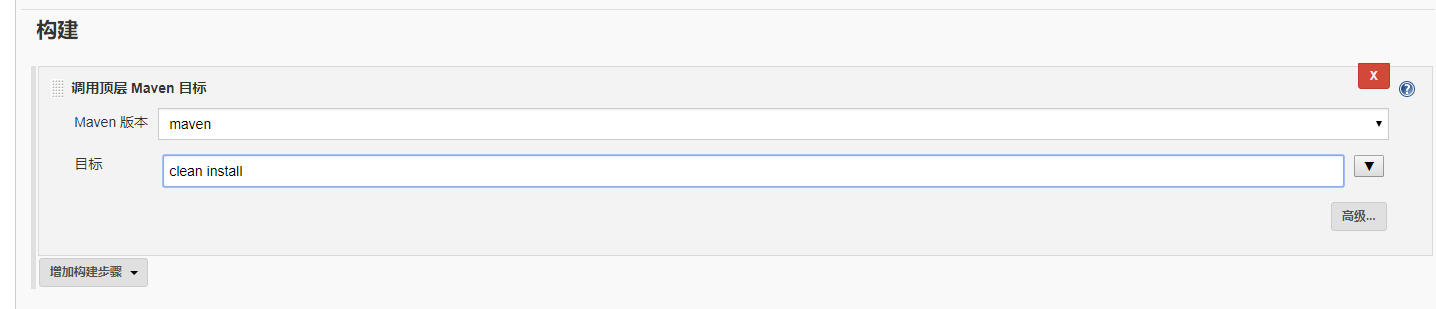 构建
调用顶层 Maven 目标
X
?
Maven 版本
maven
目标
clean install
高级...
增加构建步骤